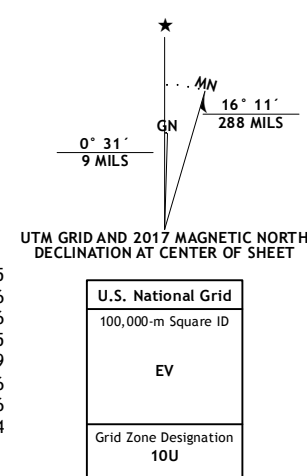 ★
MN
GN
16° 11´
288 MILS
0° 31´
9 MILS
UTM GRID AND 2017 MAGNETIC NORTH
DECLINATION AT CENTER OF SHEET
U.S. National Grid
100,000-m Square ID
EV
Grid Zone Designation
10U